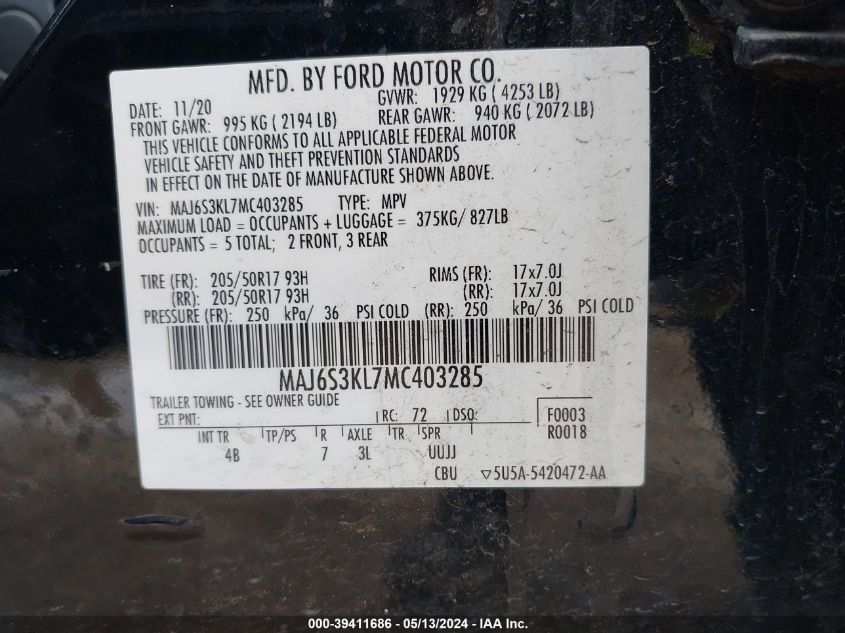 MFD. BY FORD MOTOR CO.
DATE: 11/20 GVWR: 1929 KG ( 4253 LB)
FRONT GAWR: 995 KG ( 2194 LB) REAR GAWR: 940 KG ( 2072 LB)
THIS VEHICLE CONFORMS TO ALL APPLICABLE FEDERAL MOTOR
VEHICLE SAFETY AND THEFT PREVENTION STANDARDS
IN EFFECT ON THE DATE OF MANUFACTURE SHOWN ABOVE.
VIN: MAJ6S3KL7MC403285 TYPE: MPV
MAXIMUM LOAD = OCCUPANTS + LUGGAGE = 375KG/ 827LB
OCCUPANTS = 5 TOTAL; 2 FRONT, 3 REAR
TIRE (FR): 205/50R17 93H RIMS (FR): 17x7.0J
(RR): 205/50R17 93H (RR): 17x7.0J
PRESSURE (FR): 250 kPa/ 36 PSI COLD (RR): 250 kPa/ 36 PSI COLD
MAJ6S3KL7MC403285
TRAILER TOWING - SEE OWNER GUIDE
EXT PNT: RC: 72 DSO: F0003
R0018
INT TR TP/PS R AXLE TR SPR
4B 7 3L UUJJ
CBU ▽5U5A-5420472-AA
000-39411686 - 05/13/2024 - IAAI Inc.